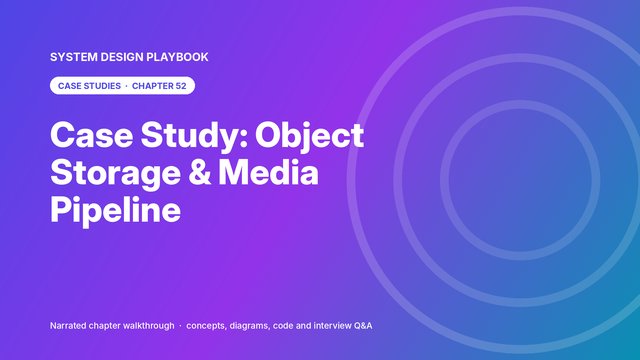 SYSTEM DESIGN PLAYBOOK
CASE STUDIES · CHAPTER 52
Case Study: Object
Storage & Media
Pipeline
Narrated chapter walkthrough · concepts, diagrams, code and interview Q&A